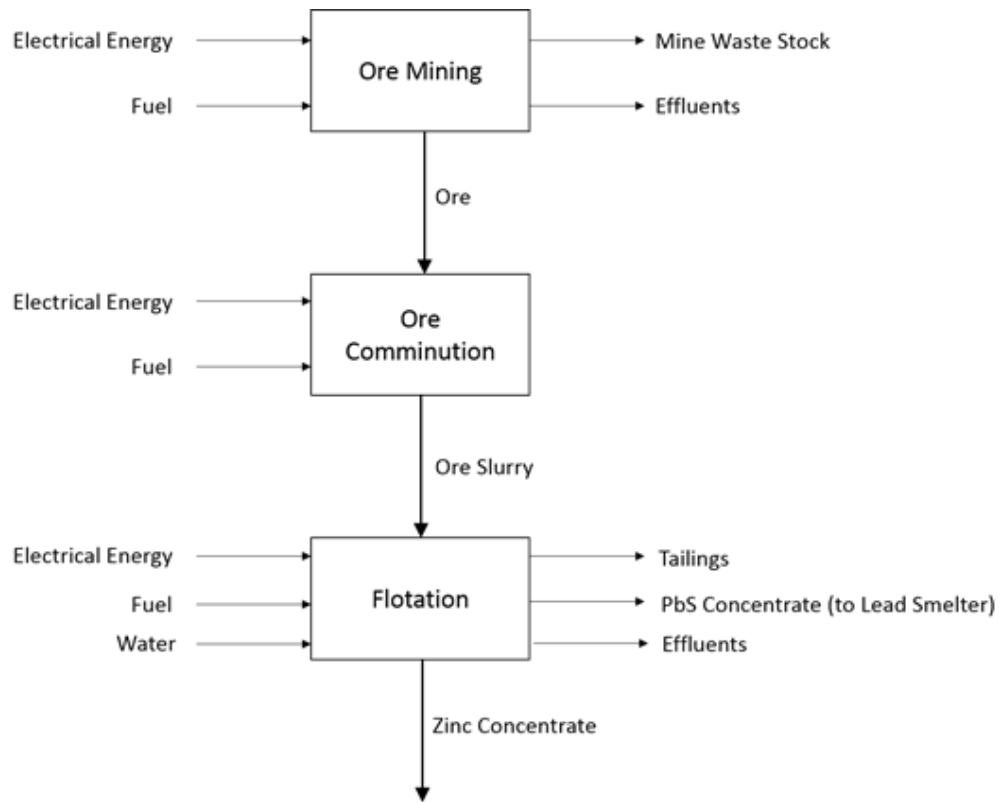 Electrical Energy
Fuel
Ore Mining
Mine Waste Stock
Effluents
Ore
Electrical Energy
Fuel
Ore
Comminution
Ore Slurry
Electrical Energy
Fuel
Water
Flotation
Tailings
PbS Concentrate (to Lead Smelter)
Effluents
Zinc Concentrate